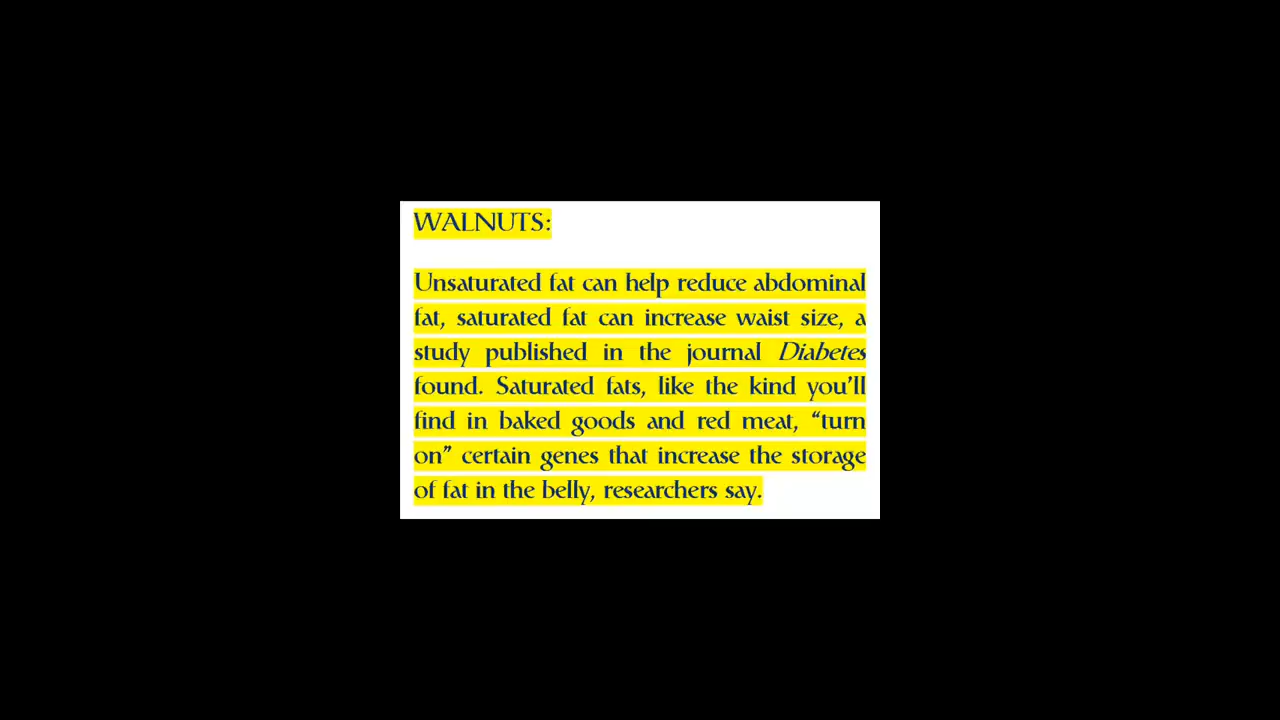 WALNUTS:
Unsaturated fat can help reduce abdominal
fat, saturated fat can increase waist size, a
study published in the journal Diabetes
found. Saturated fats, like the kind you’ll
find in baked goods and red meat, “turn
on” certain genes that increase the storage
of fat in the belly, researchers say.